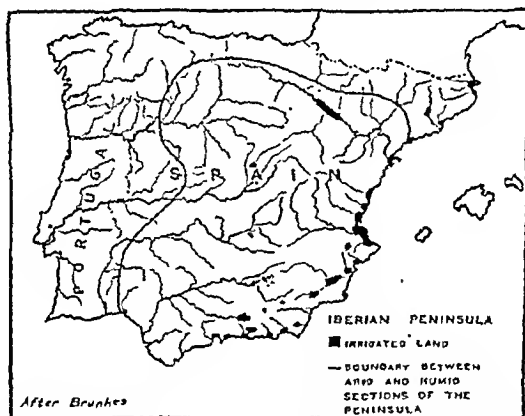 PORTUGAL
SPAIN
IBERIAN PENINSULA
IRRIGATED LAND
BOUNDARY BETWEEN
ARID AND HUMID
SECTIONS OF THE
PENINSULA
After Brunhes